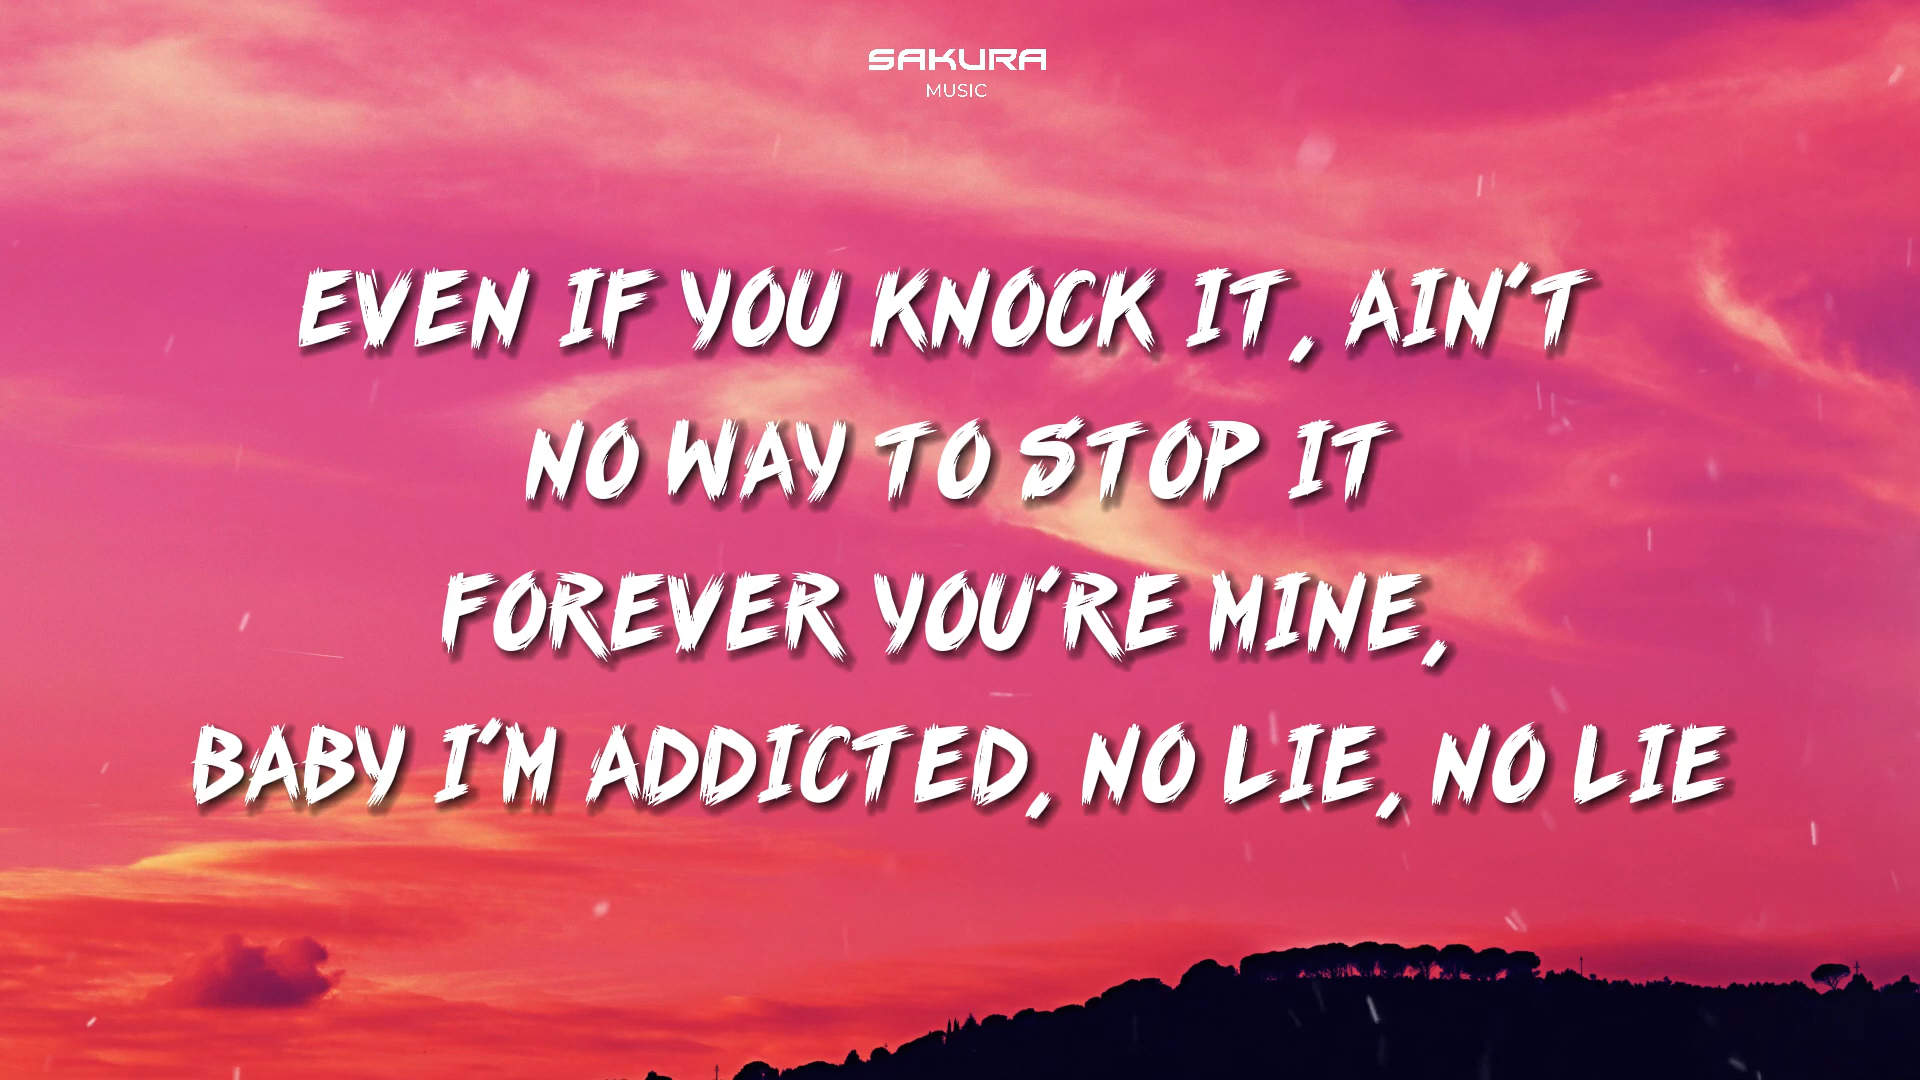 SAKURA
MUSIC
EVEN IF YOU KNOCK IT, AIN'T
NO WAY TO STOP IT
FOREVER YOU'RE MINE,
BABY I'M ADDICTED, NO LIE, NO LIE